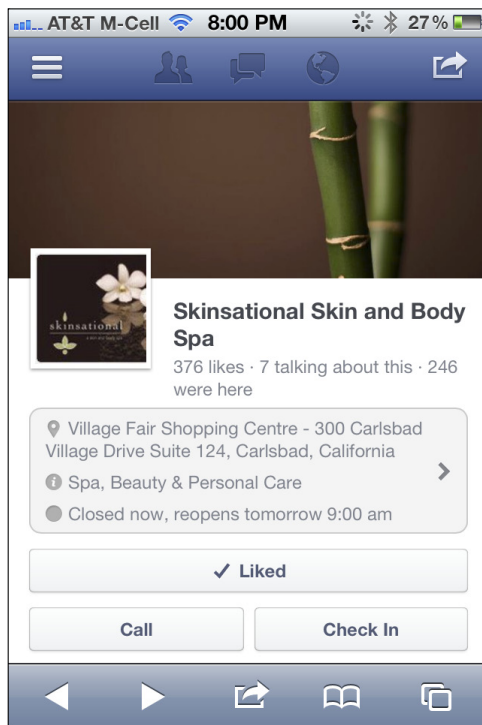 AT&T M-Cell 8:00 PM 27%
skinsational
Skinsational Skin and Body
Spa
376 likes · 7 talking about this · 246
were here
Village Fair Shopping Centre - 300 Carlsbad
Village Drive Suite 124, Carlsbad, California
Spa, Beauty & Personal Care
Closed now, reopens tomorrow 9:00 am
Liked
Call Check In